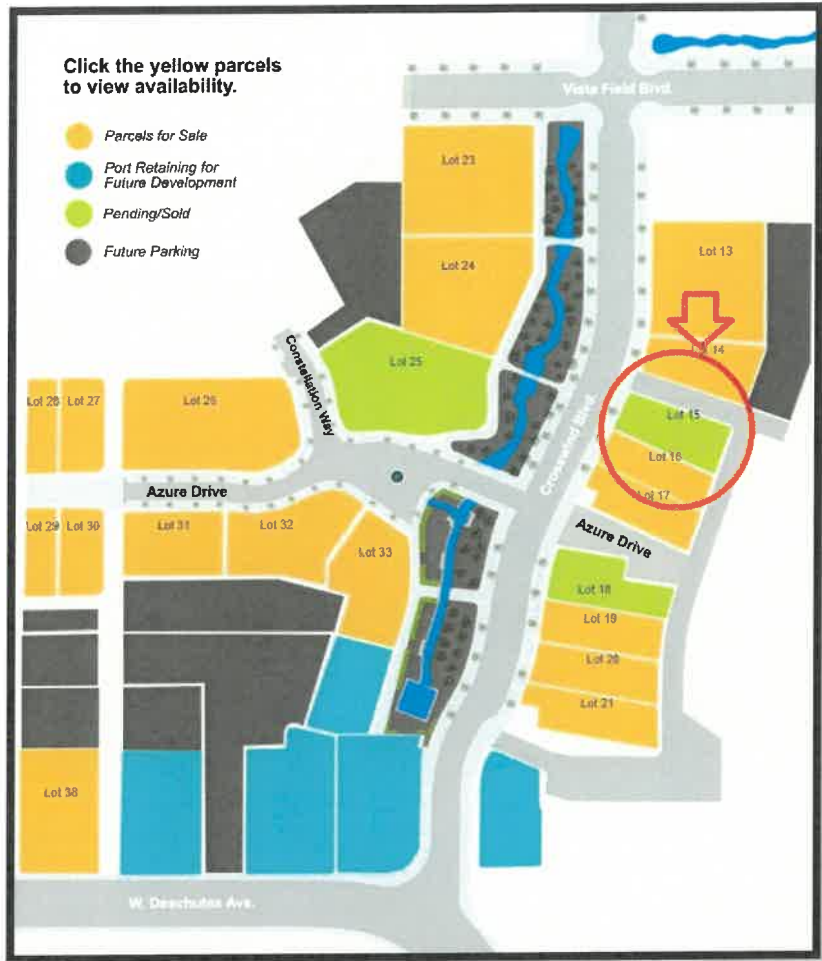 Click the yellow parcels
to view availability.
Parcels for Sale
Port Retaining for
Future Development
Pending/Sold
Future Parking
Vista Field Blvd.
Lot 23
Lot 24
Lot 13
Lot 14
Constellation Way
Lot 25
Lot 15
Lot 28
Lot 27
Lot 26
Crosswind Blvd.
Lot 16
Lot 17
Azure Drive
Lot 29
Lot 30
Lot 31
Lot 32
Lot 33
Azure Drive
Lot 18
Lot 19
Lot 20
Lot 21
Lot 38
W. Deschutes Ave.